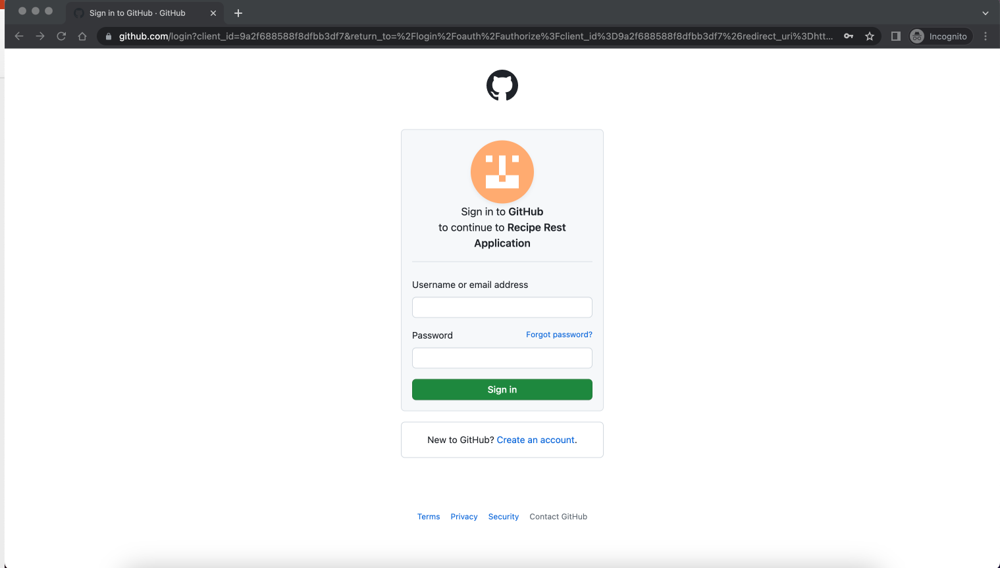 Sign in to GitHub · GitHub
github.com/login?client_id=9a2f688588f8dfbb3df7&return_to=%2Flogin%2Foauth%2Fauthorize%3Fclient_id%3D9a2f688588f8dfbb3df7%26redirect_uri%3Dhtt...
Incognito
Sign in to GitHub
to continue to Recipe Rest
Application
Username or email address
Password
Forgot password?
Sign in
New to GitHub? Create an account.
Terms Privacy Security Contact GitHub